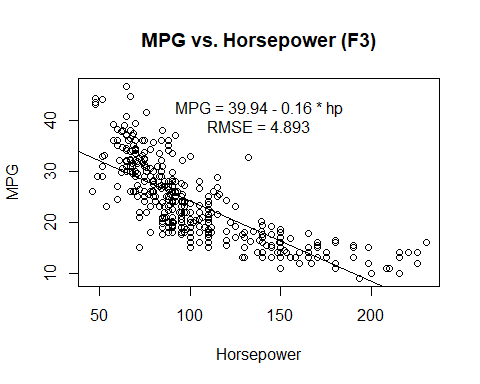 MPG vs. Horsepower (F3)
MPG = 39.94 - 0.16 * hp
RMSE = 4.893
MPG
40
30
20
10
50
100
150
200
Horsepower